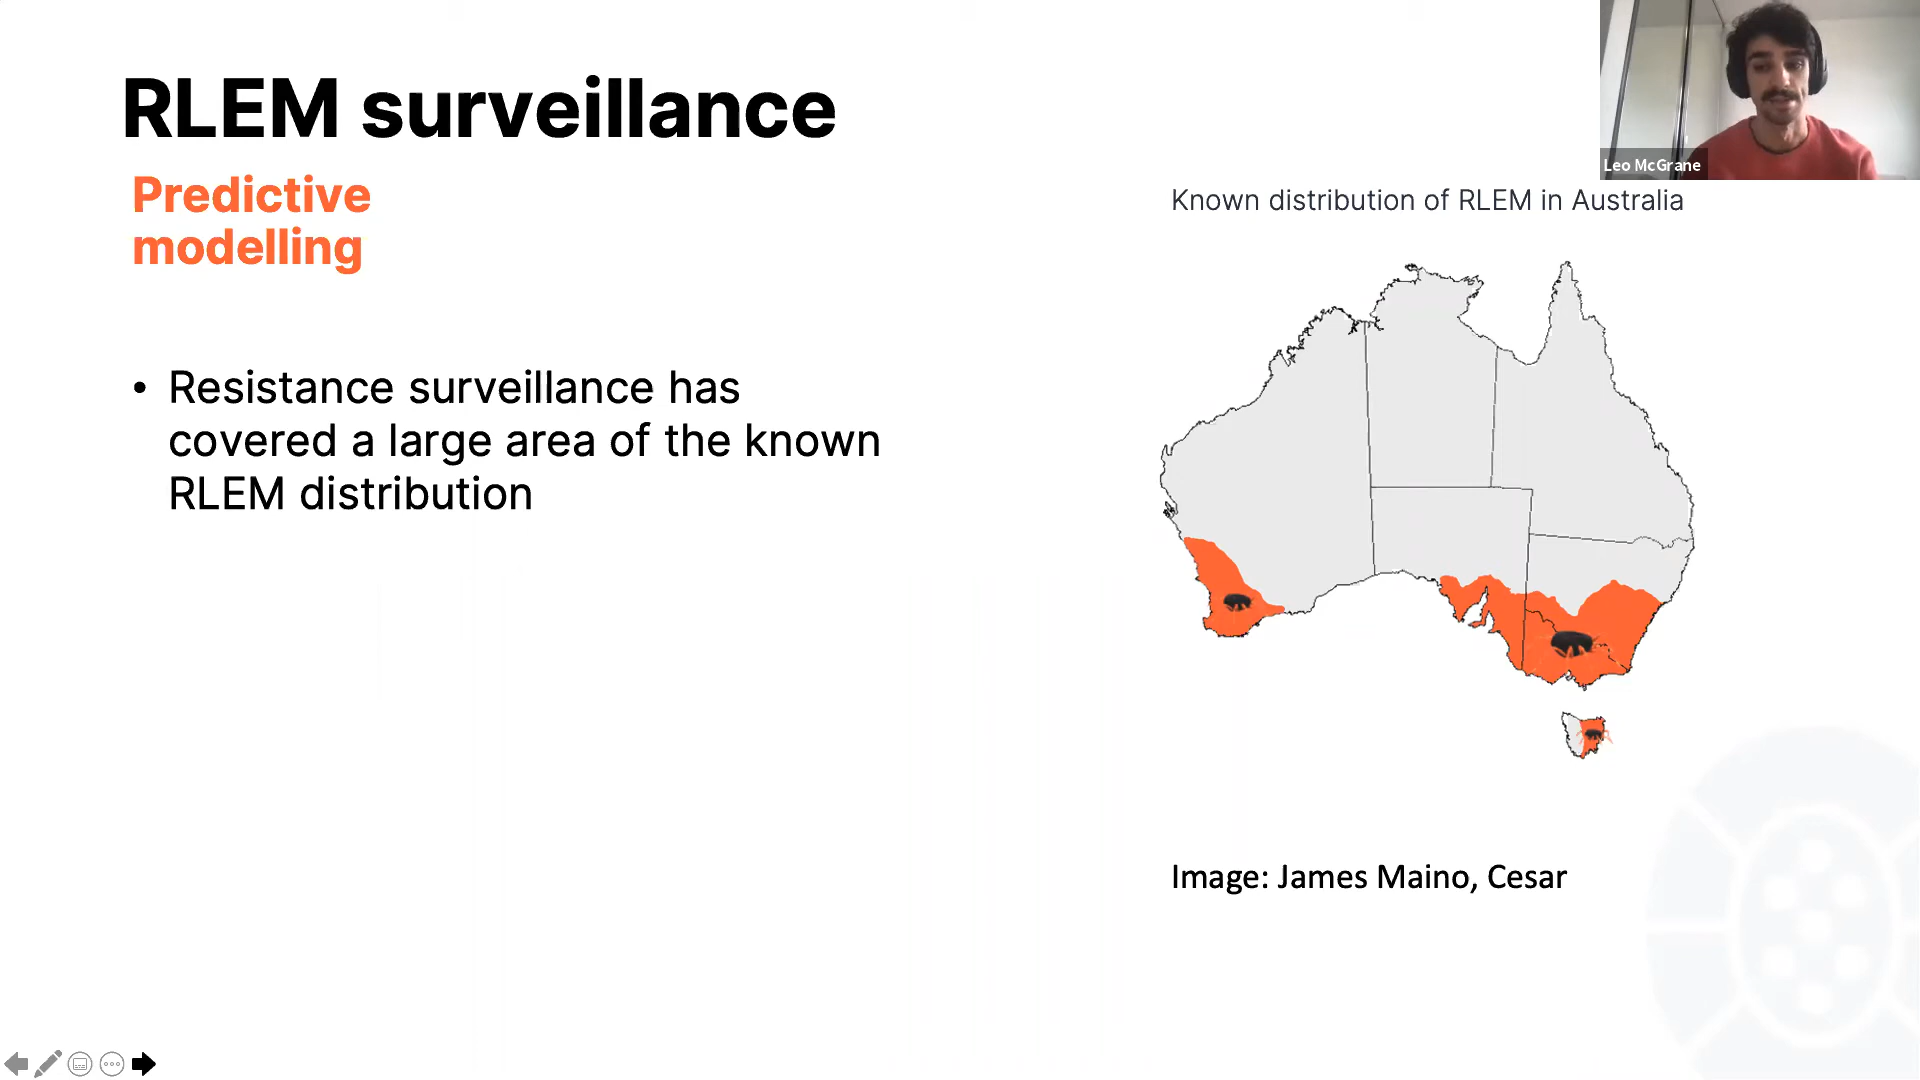 RLEM surveillance
Predictive
modelling
• Resistance surveillance has
covered a large area of the known
RLEM distribution
Leo McGrane
Known distribution of RLEM in Australia
Image: James Maino, Cesar